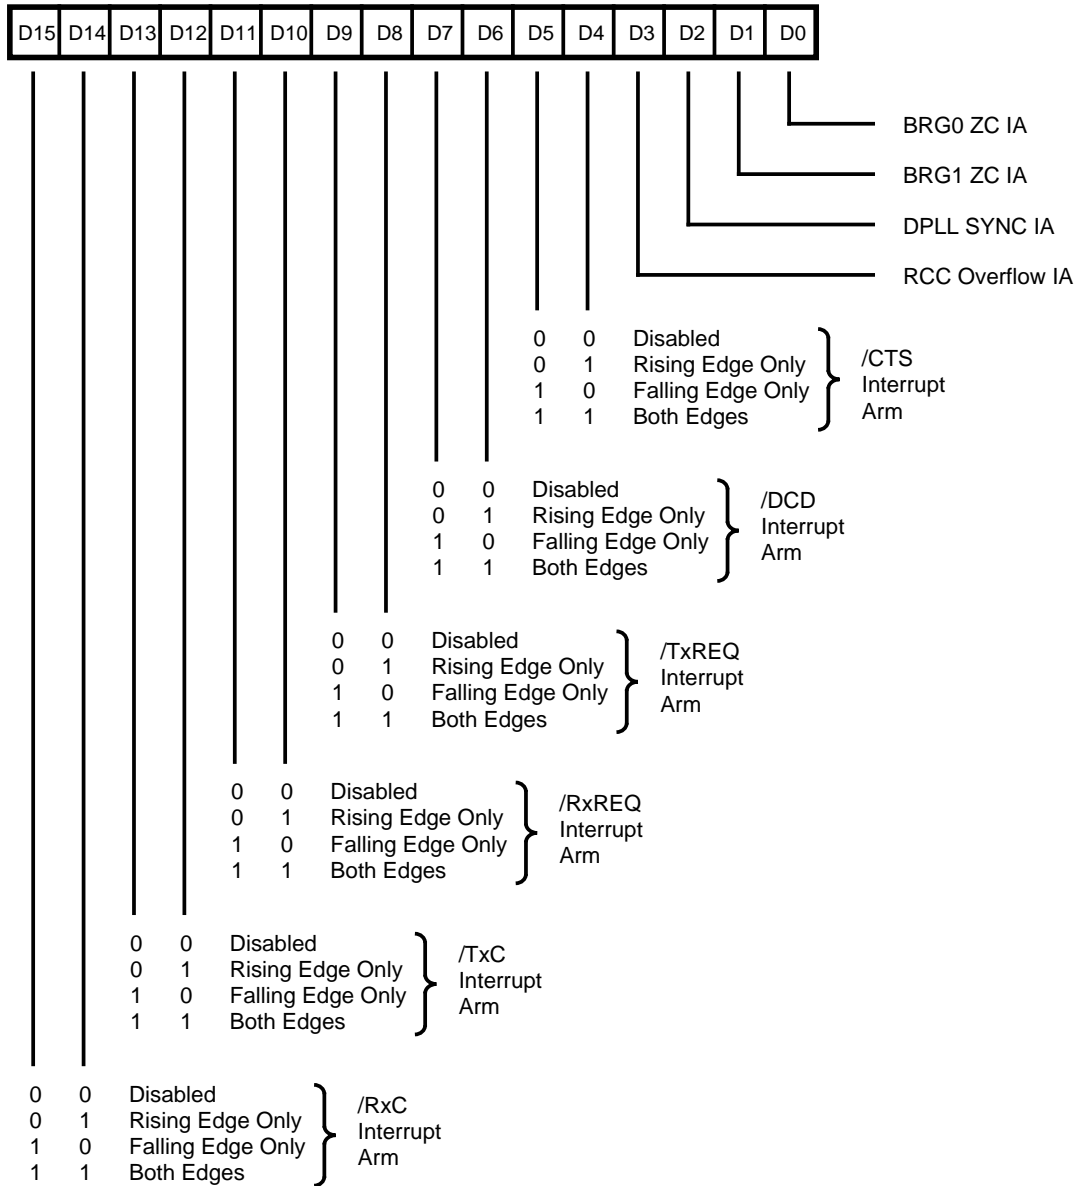 D15 D14 D13 D12 D11 D10 D9 D8 D7 D6 D5 D4 D3 D2 D1 D0
BRG0 ZC IA
BRG1 ZC IA
DPLL SYNC IA
RCC Overflow IA
0 0 Disabled
0 1 Rising Edge Only
1 0 Falling Edge Only
1 1 Both Edges
/CTS
Interrupt
Arm
0 0 Disabled
0 1 Rising Edge Only
1 0 Falling Edge Only
1 1 Both Edges
/DCD
Interrupt
Arm
0 0 Disabled
0 1 Rising Edge Only
1 0 Falling Edge Only
1 1 Both Edges
/TxREQ
Interrupt
Arm
0 0 Disabled
0 1 Rising Edge Only
1 0 Falling Edge Only
1 1 Both Edges
/RxREQ
Interrupt
Arm
0 0 Disabled
0 1 Rising Edge Only
1 0 Falling Edge Only
1 1 Both Edges
/TxC
Interrupt
Arm
0 0 Disabled
0 1 Rising Edge Only
1 0 Falling Edge Only
1 1 Both Edges
/RxC
Interrupt
Arm